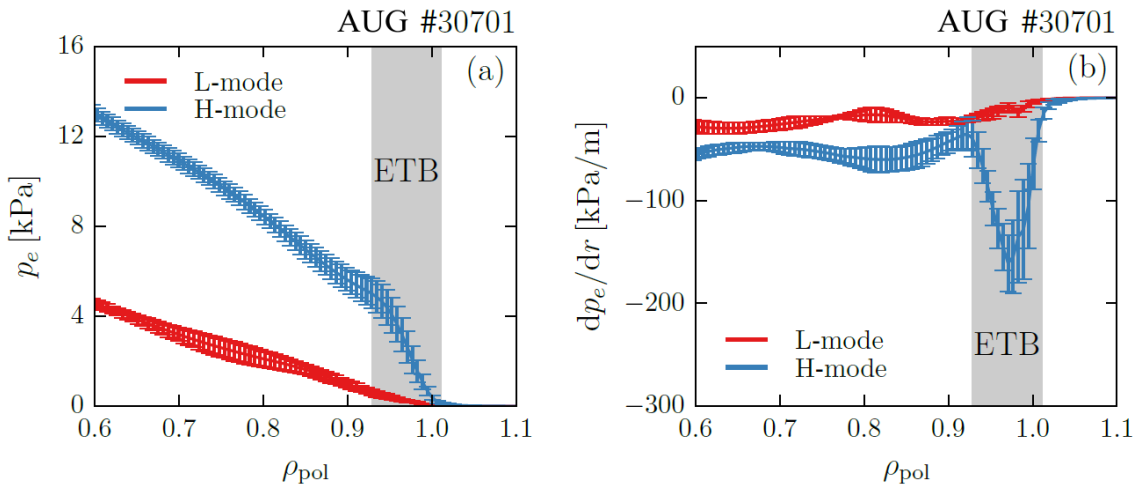 AUG #30701
(a)
L-mode
H-mode
ETB
p_e [kPa]
16
12
8
4
0
0.6 0.7 0.8 0.9 1.0 1.1
ρ_pol
AUG #30701
(b)
0
−100
−200
−300
dp_e/dr [kPa/m]
L-mode
H-mode
ETB
0.6 0.7 0.8 0.9 1.0 1.1
ρ_pol